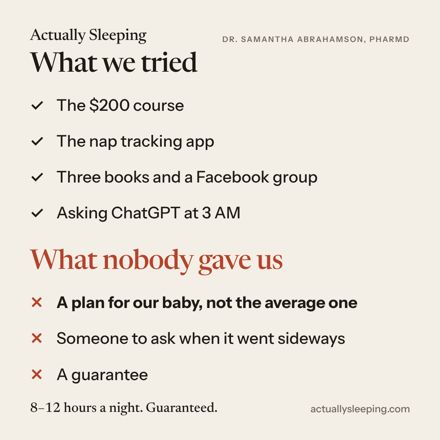 Actually Sleeping
DR. SAMANTHA ABRAHAMSON, PHARMD
What we tried
✓ The $200 course
✓ The nap tracking app
✓ Three books and a Facebook group
✓ Asking ChatGPT at 3 AM
What nobody gave us
✕ A plan for our baby, not the average one
✕ Someone to ask when it went sideways
✕ A guarantee
8–12 hours a night. Guaranteed.
actuallysleeping.com